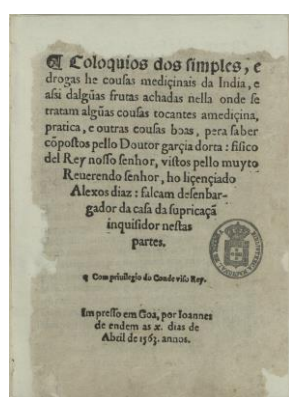 Coloquios dos simples, e
drogas he cousas mediçinais da India, e
assi dalgũas frutas achadas nella onde se
tratam algũas cousas tocantes amediçina,
pratica, e outras cousas boas, pera saber
cõpostos pello Doutor garçia dorta : fisico
del Rey nosso senhor, vistos pello muyto
Reuerendo senhor, ho liçençiado
Alexos diaz : falcam desenbar-
gador da casa da supricaçã
inquisidor nestas
partes.
Com priuilegio do Conde viso Rey.
Impresso em Goa, por Ioannes
de endem as x. dias de
Abril de 1563. annos.